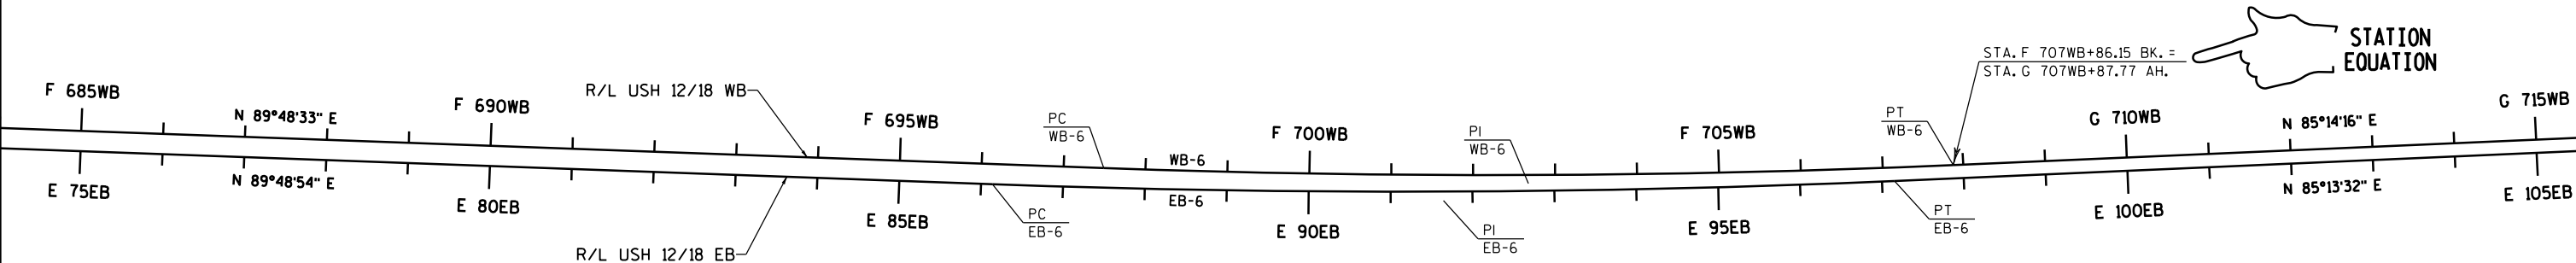 STA. F 707WB+86.15 BK. =
STA. G 707WB+87.77 AH.
STATION
EQUATION
F 685WB
N 89°48'33" E
F 690WB
R/L USH 12/18 WB
F 695WB
PC
WB-6
WB-6
F 700WB
PI
WB-6
F 705WB
PT
WB-6
G 710WB
N 85°14'16" E
G 715WB
E 75EB
N 89°48'54" E
E 80EB
R/L USH 12/18 EB
E 85EB
PC
EB-6
EB-6
E 90EB
PI
EB-6
E 95EB
PT
EB-6
E 100EB
N 85°13'32" E
E 105EB